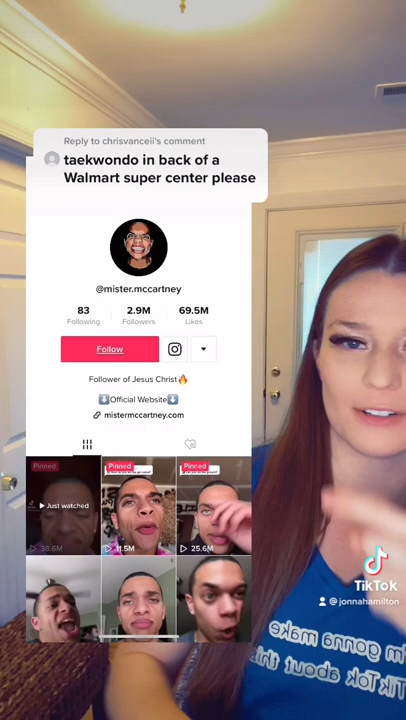 Reply to chrisvanceii's comment
taekwondo in back of a
Walmart super center please
@mister.mccartney
83
2.9M
69.5M
Following
Followers
Likes
Follow
Follower of Jesus Christ🔥
⬇️Official Website⬇️
mistermccartney.com
Pinned
Pinned
Pinned
Just watched
38.6M
11.5M
25.6M
TikTok
@jonnahamilton
I'm gonna make
TikTok about this